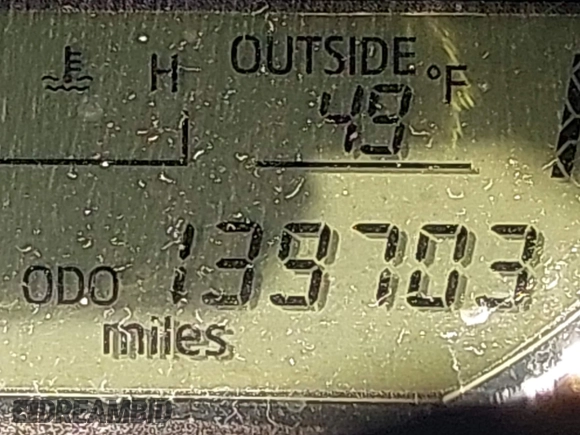 H OUTSIDE °F
49
ODO 139703
miles